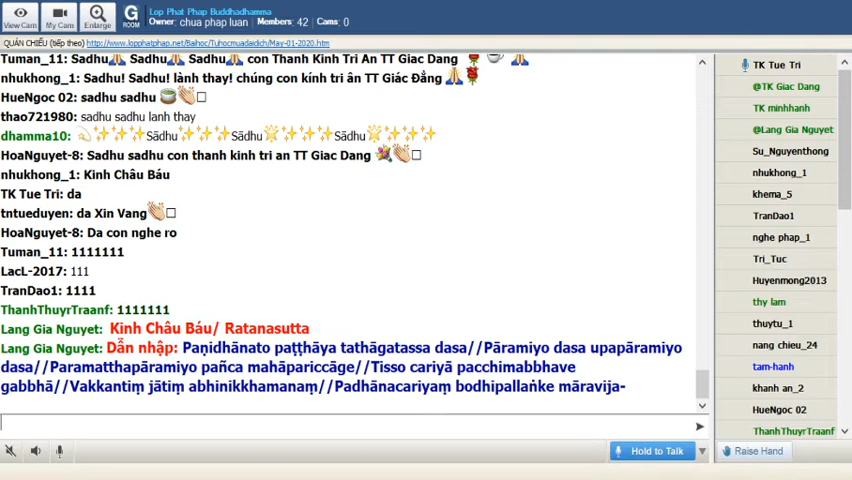 Lop Phat Phap Buddhadhamma
Owner: chua phap luan Members: 42 Cams: 0
View Cam
My Cam
Enlarge
G
ROOM
QUÁN CHIẾU (tiếp theo) http://www.lopphatphap.net/Baihoc/Tuhocmuadaidich/May-01-2020.htm
Tuman_11: Sadhu🙏 Sadhu🙏 Sadhu🙏 con Thanh Kinh Tri An TT Giac Dang 🌹 ☕ 🙏
nhukhong_1: Sadhu! Sadhu! lành thay! chúng con kính tri ân TT Giác Đẳng 🙏🌹
HueNgoc 02: sadhu sadhu 🍵👏□
thao721980: sadhu sadhu lanh thay
dhamma10: 💫✨✨✨Sādhu✨✨✨Sādhu🌟✨✨✨Sādhu🌟✨✨✨
HoaNguyet-8: Sadhu sadhu con thanh kinh tri an TT Giac Dang 💐👏□
nhukhong_1: Kinh Châu Báu
TK Tue Tri: da
tntueduyen: da Xin Vang👏□
HoaNguyet-8: Da con nghe ro
Tuman_11: 1111111
LacL-2017: 111
TranDao1: 1111
ThanhThuyrTraanf: 1111111
Lang Gia Nguyet: Kinh Châu Báu/ Ratanasutta
Lang Gia Nguyet: Dẫn nhập: Paṇidhānato paṭṭhāya tathāgatassa dasa//Pāramiyo dasa upapāramiyo
dasa//Paramatthapāramiyo pañca mahāpariccāge//Tisso cariyā pacchimabbhave
gabbhā//Vakkantiṃ jātiṃ abhinikkhamanaṃ//Padhānacariyaṃ bodhipallaṅke māravija-
Hold to Talk
Raise Hand
TK Tue Tri
@TK Giac Dang
TK minhhanh
@Lang Gia Nguyet
Su_Nguyenthong
nhukhong_1
khema_5
TranDao1
nghe phap_1
Tri_Tuc
Huyenmong2013
thy lam
thuytu_1
nang chieu_24
tam-hanh
khanh an_2
HueNgoc 02
ThanhThuyrTraanf